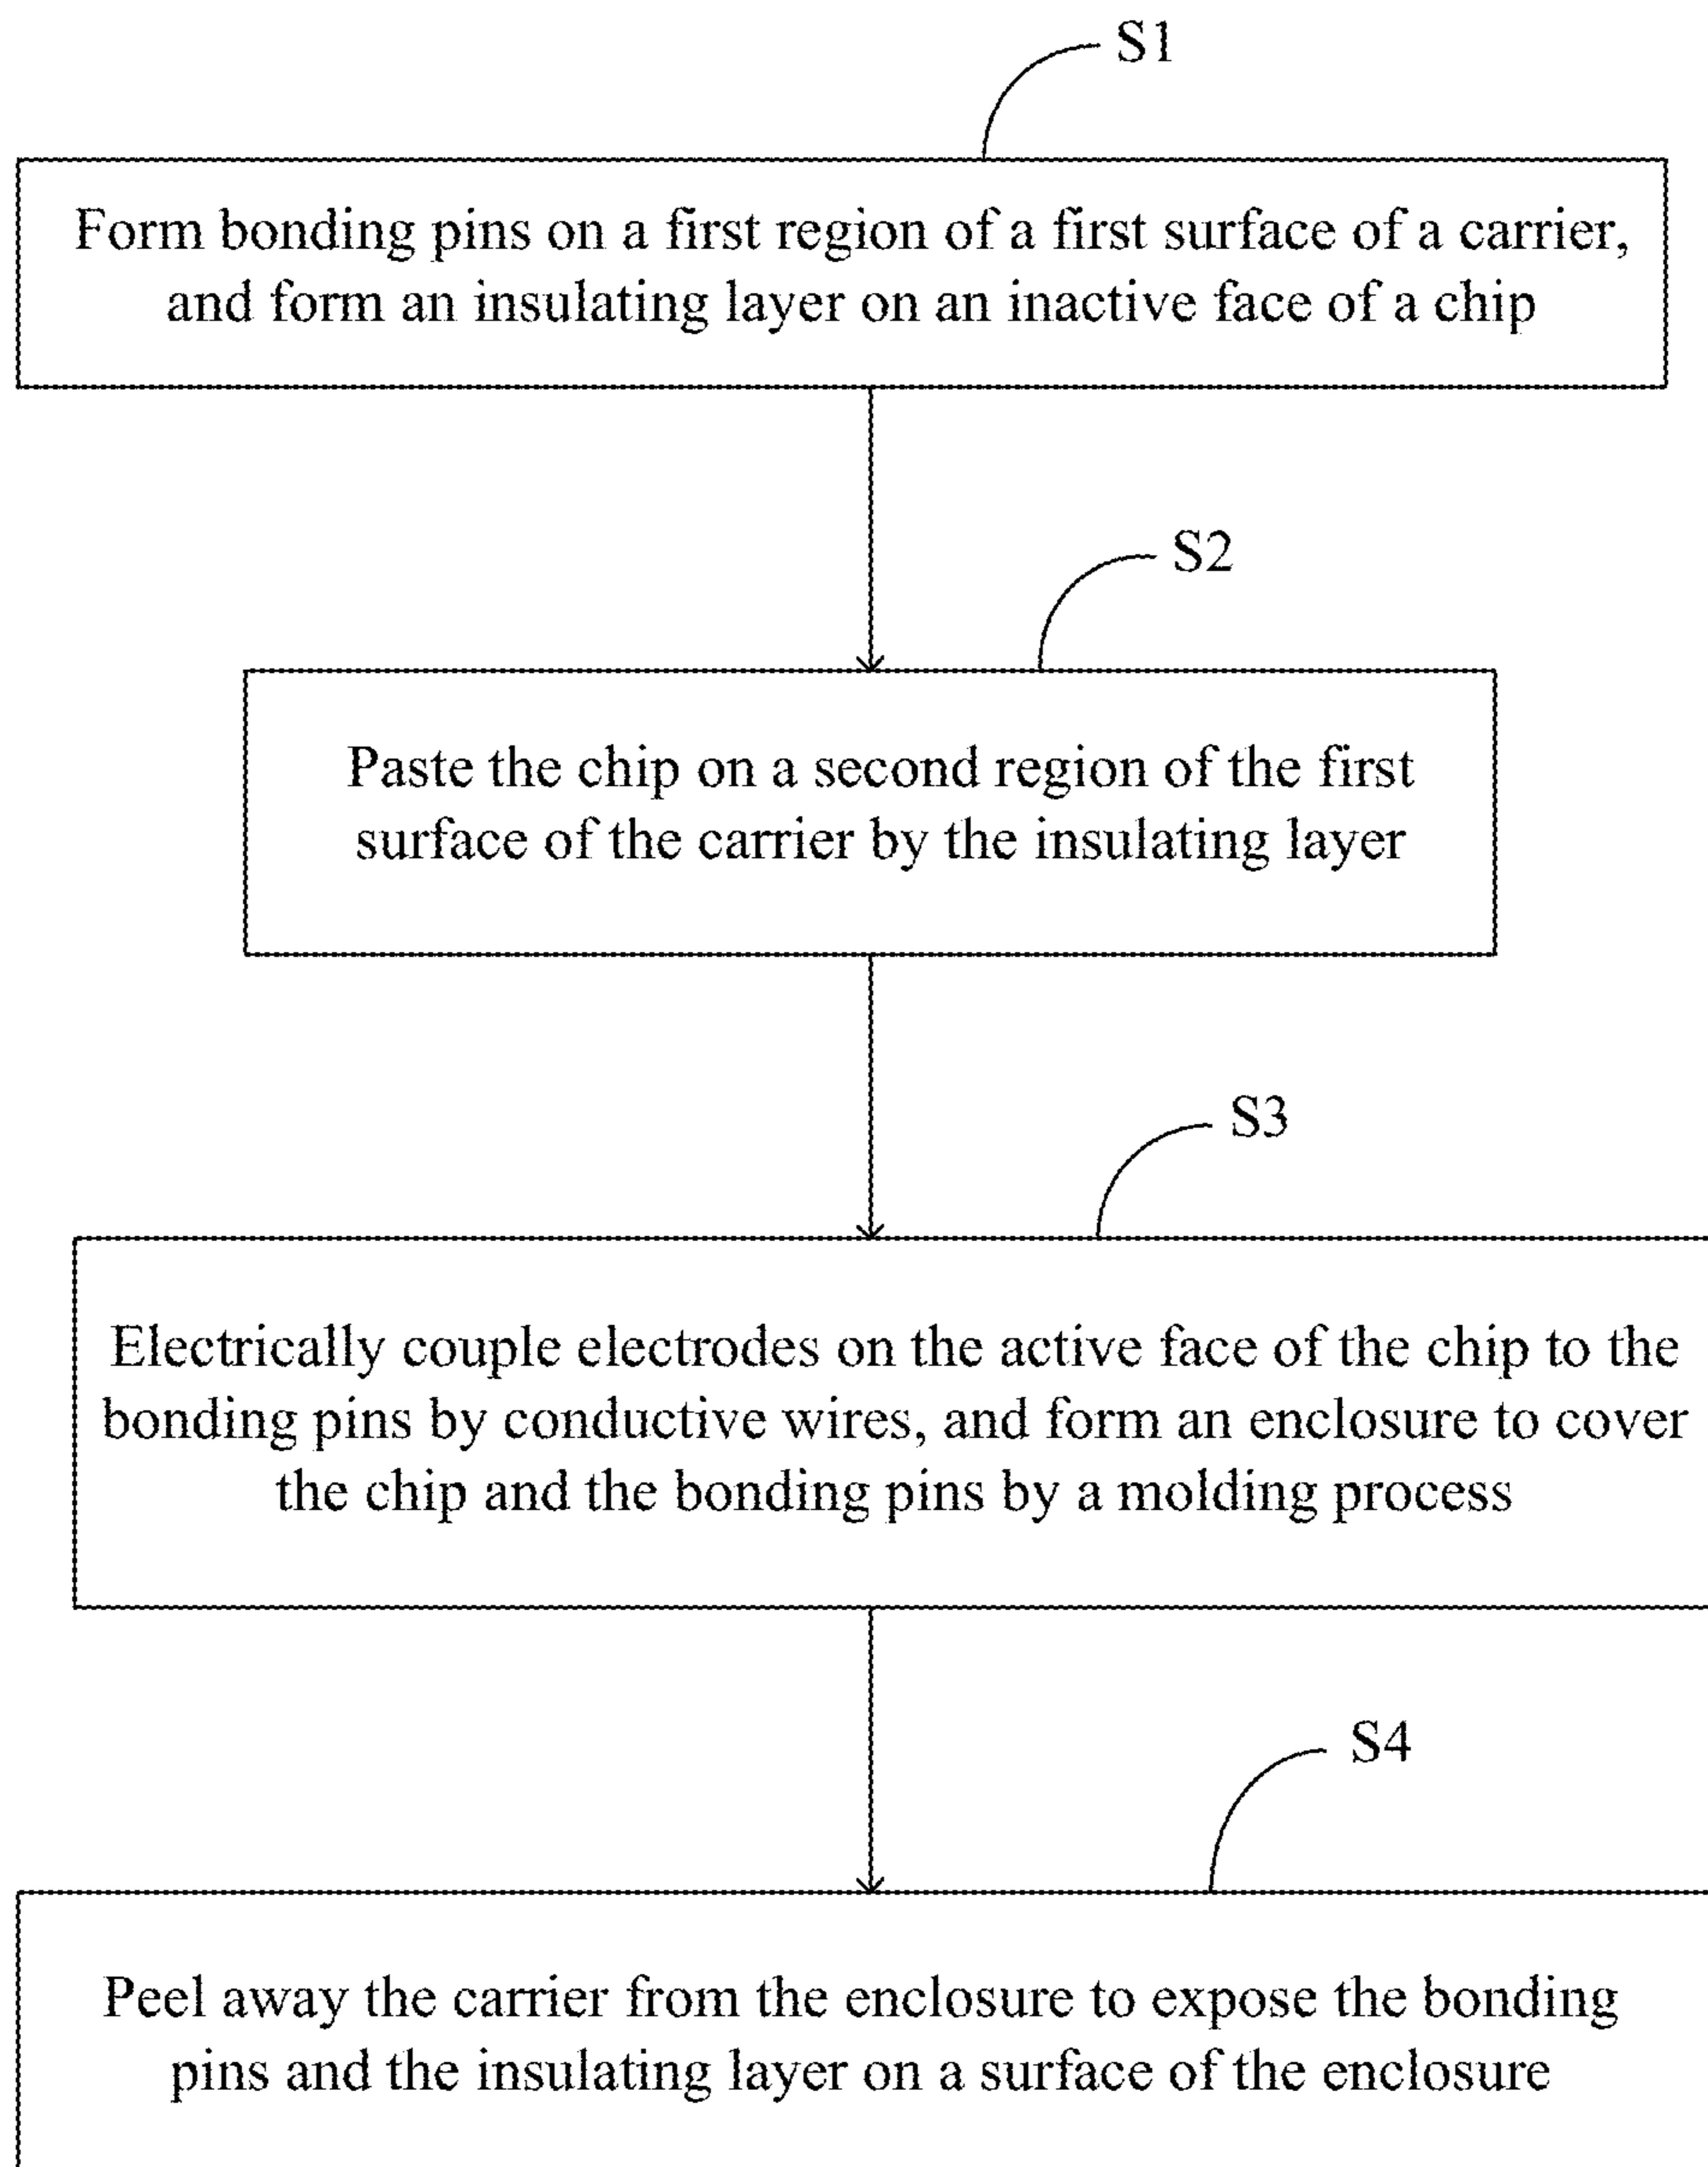 S1
Form bonding pins on a first region of a first surface of a carrier,
and form an insulating layer on an inactive face of a chip
S2
Paste the chip on a second region of the first
surface of the carrier by the insulating layer
S3
Electrically couple electrodes on the active face of the chip to the
bonding pins by conductive wires, and form an enclosure to cover
the chip and the bonding pins by a molding process
S4
Peel away the carrier from the enclosure to expose the bonding
pins and the insulating layer on a surface of the enclosure